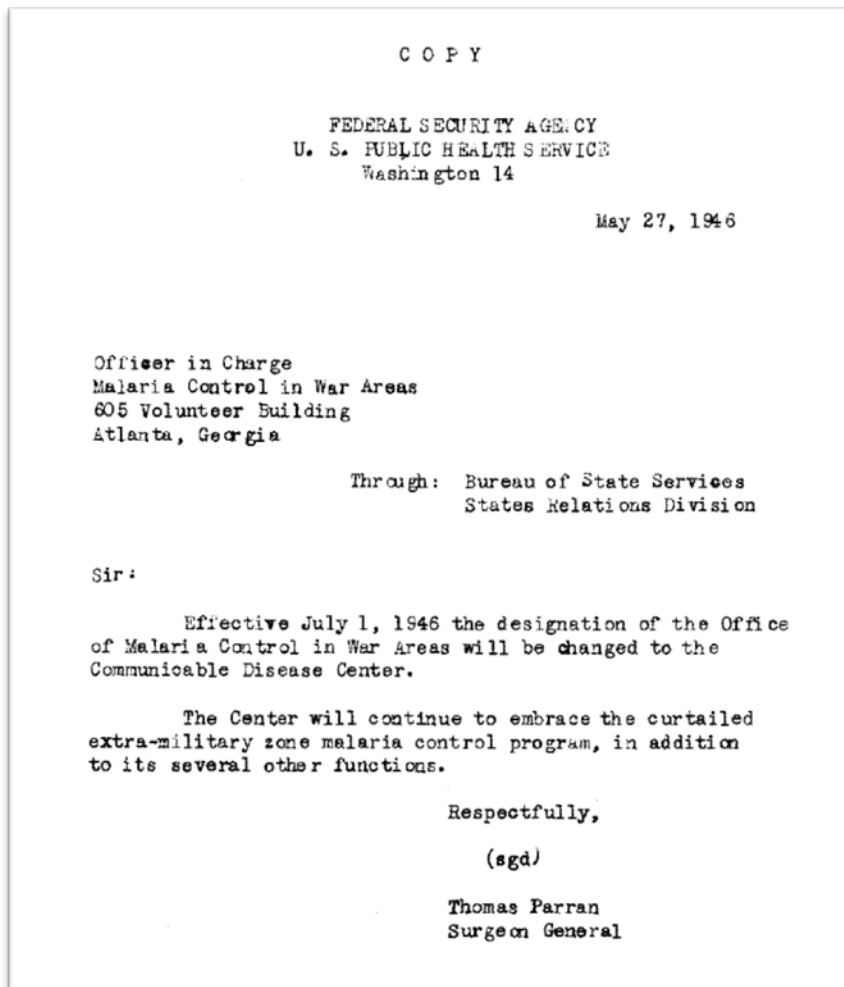 C O P Y
FEDERAL SECURITY AGENCY
U. S. PUBLIC HEALTH SERVICE
Washington 14
May 27, 1946
Officer in Charge
Malaria Control in War Areas
605 Volunteer Building
Atlanta, Georgia
Through: Bureau of State Services
States Relations Division
Sir:
Effective July 1, 1946 the designation of the Office
of Malaria Control in War Areas will be changed to the
Communicable Disease Center.
The Center will continue to embrace the curtailed
extra-military zone malaria control program, in addition
to its several other functions.
Respectfully,
(sgd)
Thomas Parran
Surgeon General